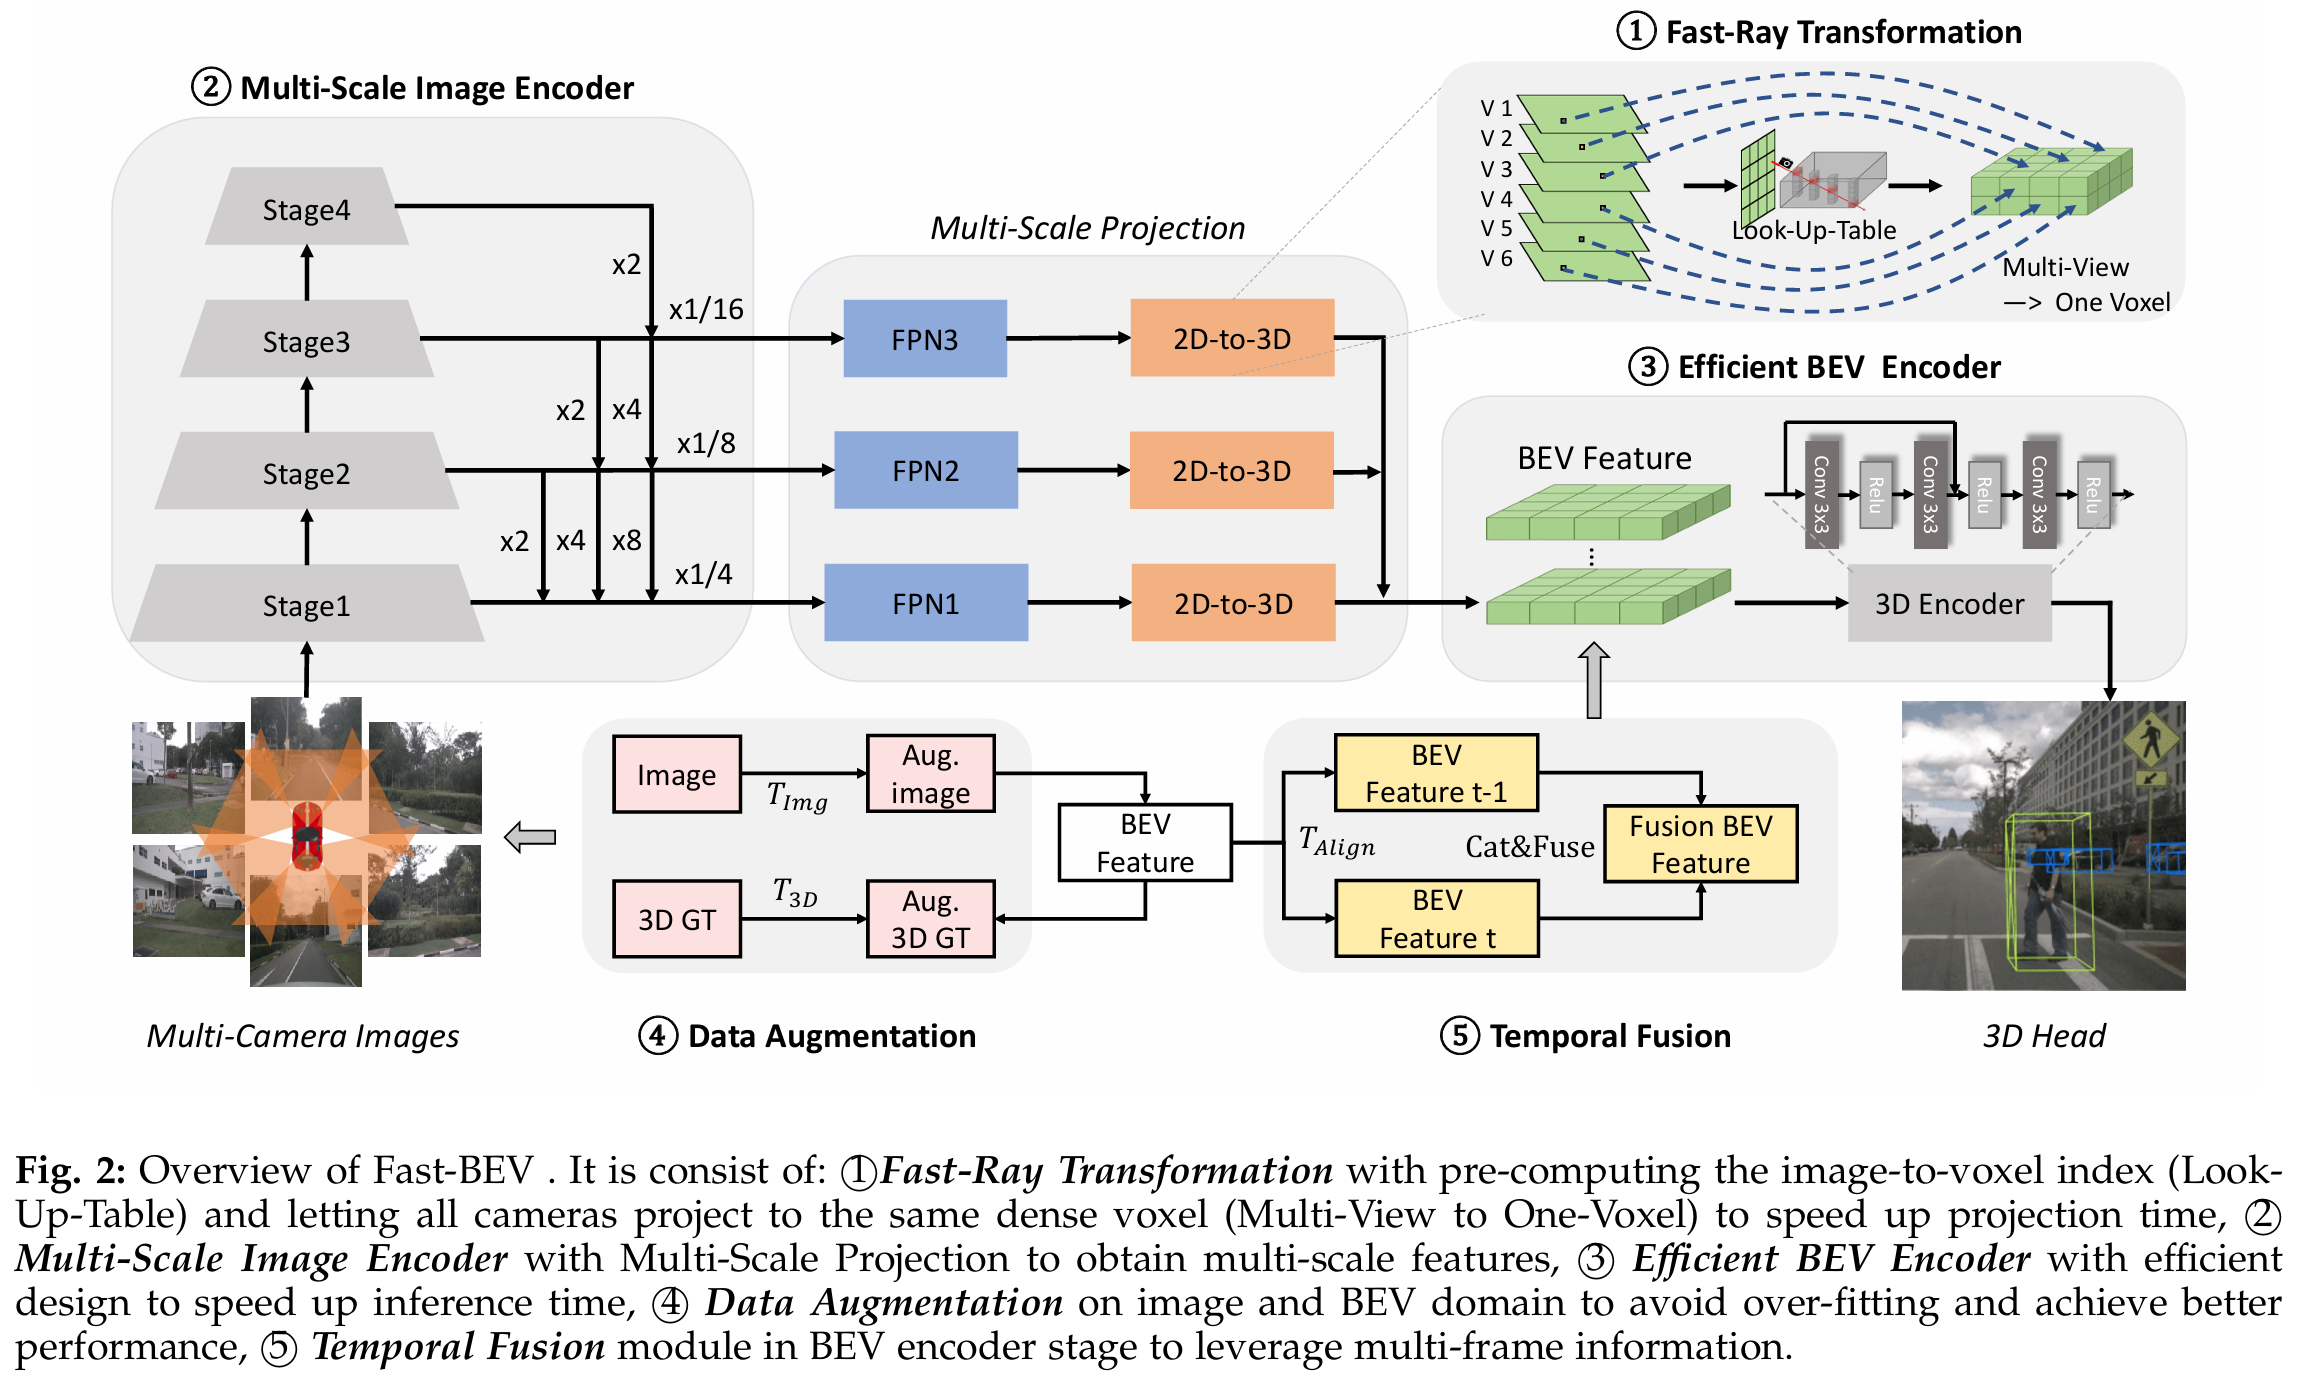 ① Fast-Ray Transformation
② Multi-Scale Image Encoder
V 1
V 2
V 3
V 4
V 5
V 6
Look-Up-Table
Multi-View
—> One Voxel
Stage4
x2
x1/16
Stage3
x2
x4
x1/8
Stage2
x2
x4
x8
x1/4
Stage1
Multi-Scale Projection
FPN3
2D-to-3D
FPN2
2D-to-3D
FPN1
2D-to-3D
③ Efficient BEV Encoder
BEV Feature
Conv 3x3
Relu
Conv 3x3
Relu
Conv 3x3
Relu
3D Encoder
Image
T_Img
Aug.
image
3D GT
T_3D
Aug.
3D GT
BEV
Feature
T_Align
BEV
Feature t-1
BEV
Feature t
Cat&Fuse
Fusion BEV
Feature
Multi-Camera Images
④ Data Augmentation
⑤ Temporal Fusion
3D Head
Fig. 2: Overview of Fast-BEV . It is consist of: ①Fast-Ray Transformation with pre-computing the image-to-voxel index (Look-
Up-Table) and letting all cameras project to the same dense voxel (Multi-View to One-Voxel) to speed up projection time, ②
Multi-Scale Image Encoder with Multi-Scale Projection to obtain multi-scale features, ③ Efficient BEV Encoder with efficient
design to speed up inference time, ④ Data Augmentation on image and BEV domain to avoid over-fitting and achieve better
performance, ⑤ Temporal Fusion module in BEV encoder stage to leverage multi-frame information.